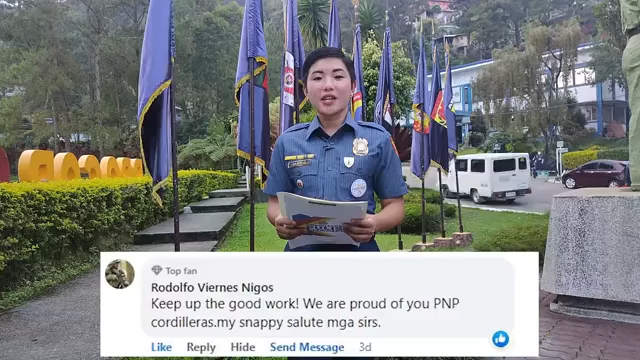 Top fan
Rodolfo Viernes Nigos
Keep up the good work! We are proud of you PNP
cordilleras.my snappy salute mga sirs.
Like Reply Hide Send Message 3d